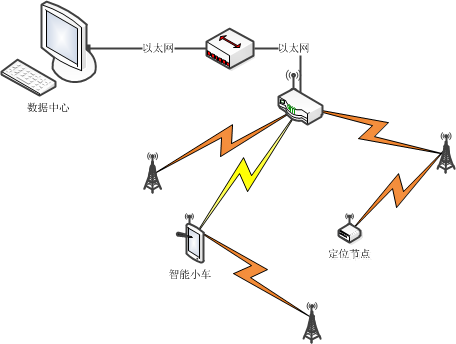 以太网
以太网
数据中心
定位节点
智能小车